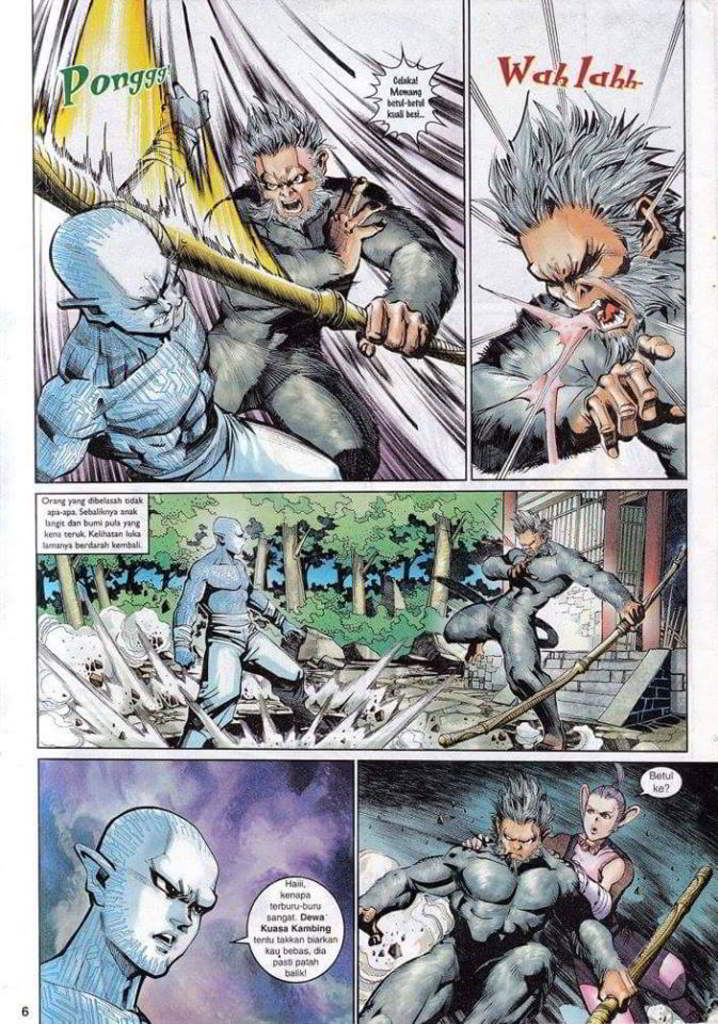 Ponggg!
Celaka!
Memang
betul-betul
kuali besi...
Wah lahh
Orang yang dibelasah tidak
apa-apa. Sebaliknya anak
langit dan bumi pula yang
kena teruk. Kelihatan luka
lamanya berdarah kembali.
Haiii,
kenapa
terburu-buru
sangat. Dewa
Kuasa Kambing
tentu takkan biarkan
kau bebas, dia
pasti patah
balik!
Betul
ke?
6